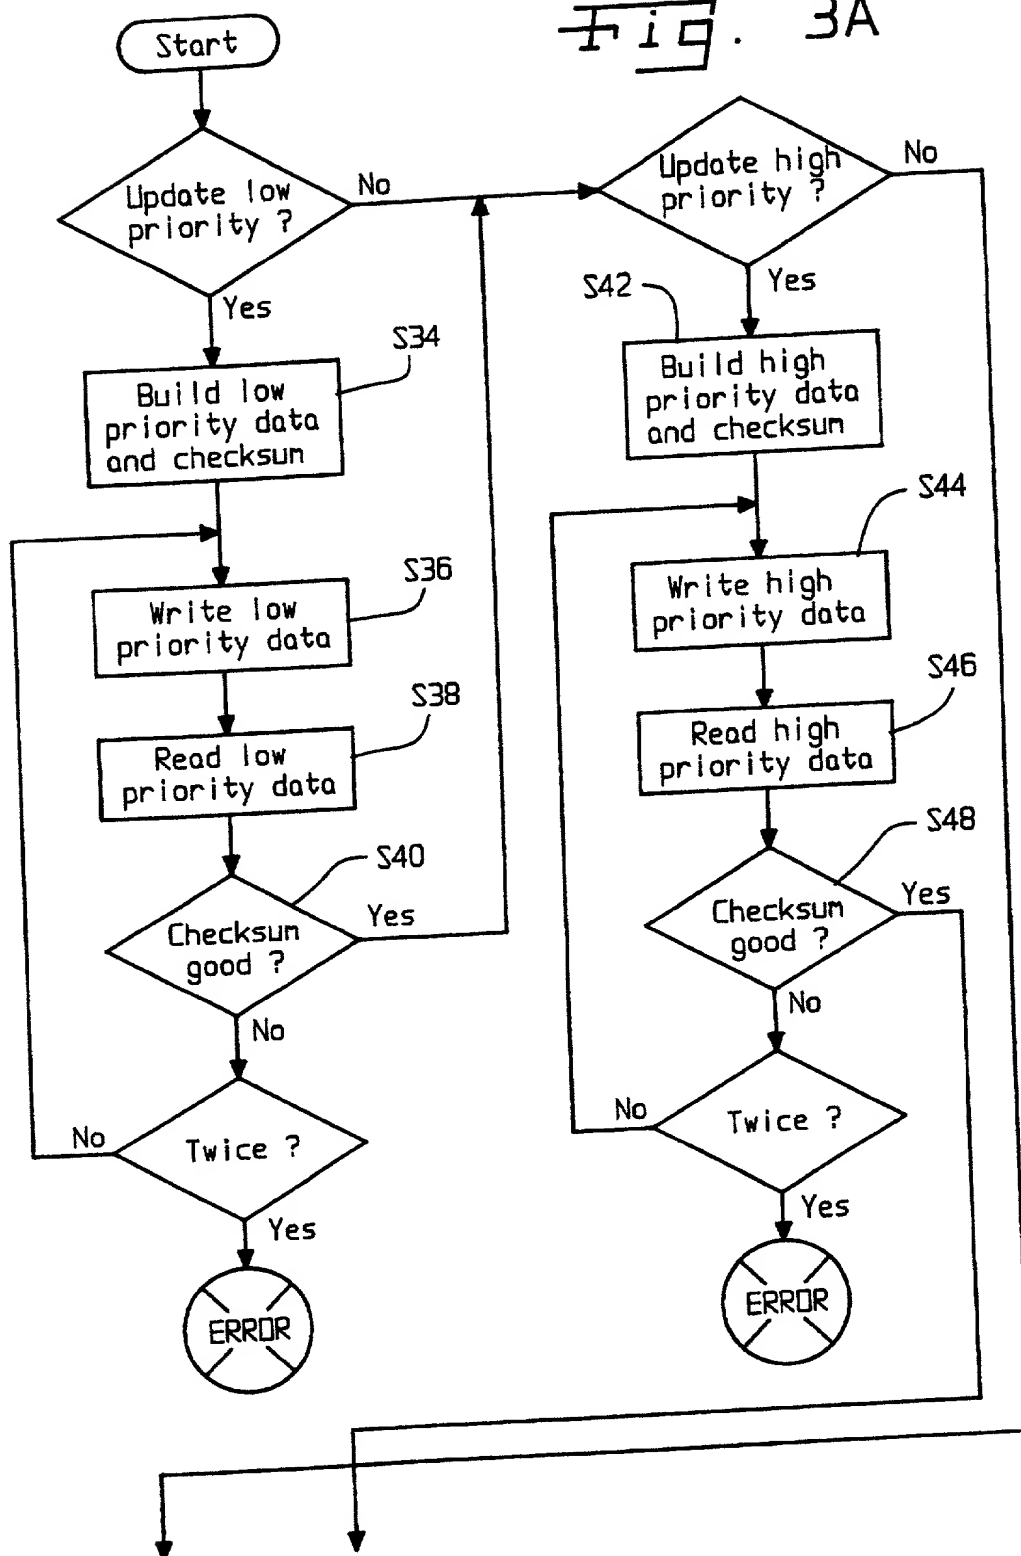 Fig. 3A
Start
Update low
priority ?
No
Yes
S34
Build low
priority data
and checksum
S36
Write low
priority data
S38
Read low
priority data
S40
Checksum
good ?
Yes
No
Twice ?
No
Yes
ERROR
Update high
priority ?
No
Yes
S42
Build high
priority data
and checksum
S44
Write high
priority data
S46
Read high
priority data
S48
Checksum
good ?
Yes
No
Twice ?
No
Yes
ERROR